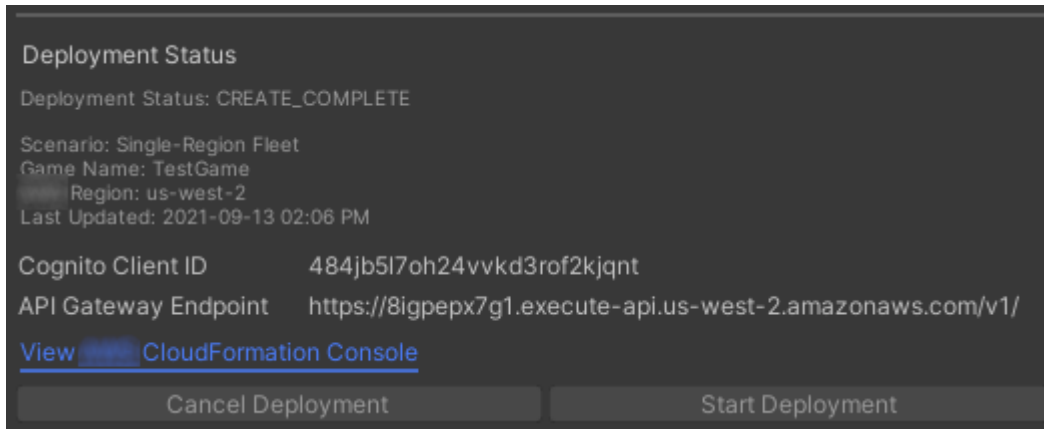 Deployment Status
Deployment Status: CREATE_COMPLETE
Scenario: Single-Region Fleet
Game Name: TestGame
Region: us-west-2
Last Updated: 2021-09-13 02:06 PM
Cognito Client ID 484jb5l7oh24vvkd3rof2kjqnt
API Gateway Endpoint https://8igpepx7g1.execute-api.us-west-2.amazonaws.com/v1/
View CloudFormation Console
Cancel Deployment Start Deployment